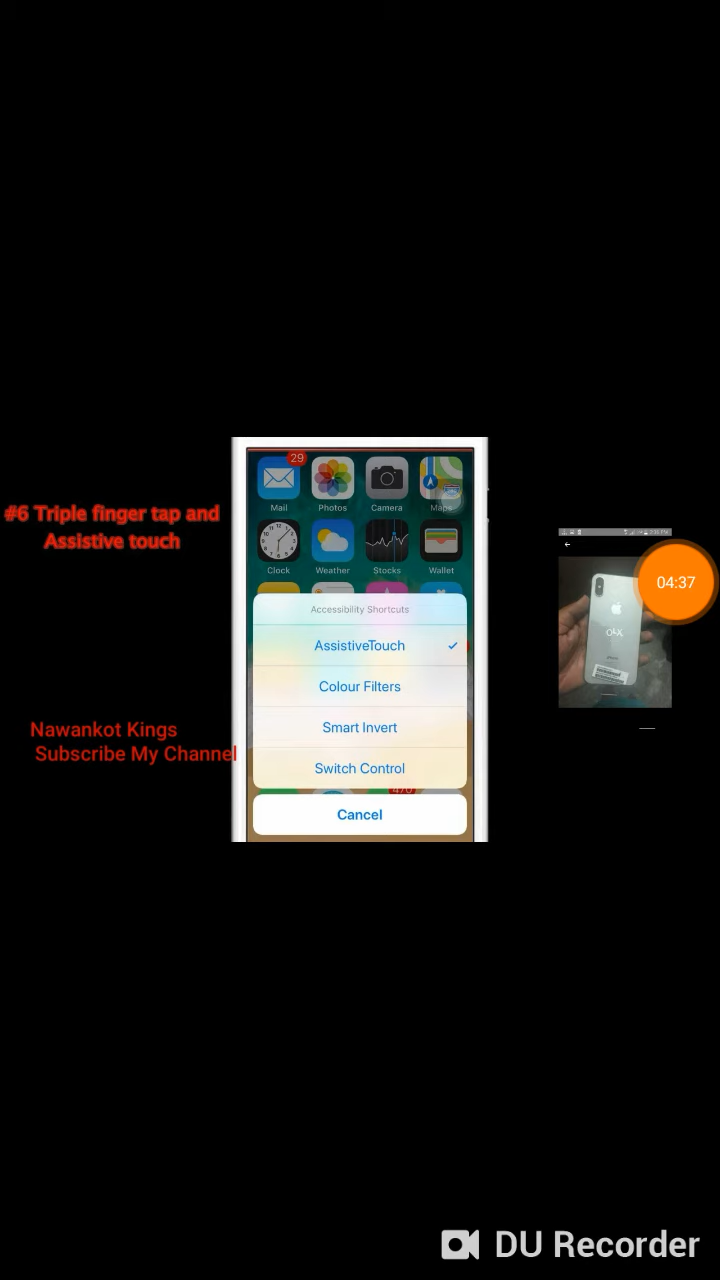 29
Mail
Photos
Camera
Maps
#6 Triple finger tap and
Assistive touch
Clock
Weather
Stocks
Wallet
Accessibility Shortcuts
AssistiveTouch
Colour Filters
Smart Invert
Switch Control
Cancel
Nawankot Kings
Subscribe My Channel
04:37
OLX
DU Recorder